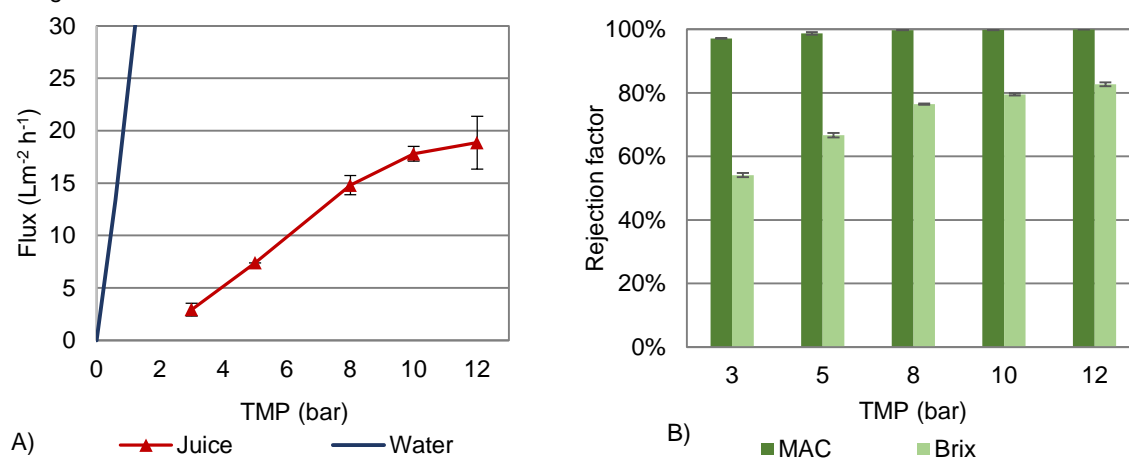 30
25
20
15
10
5
0
Flux (Lm⁻² h⁻¹)
0 2 4 6 8 10 12
TMP (bar)
A)
Juice Water
100%
80%
60%
40%
20%
0%
Rejection factor
3 5 8 10 12
TMP (bar)
B)
MAC Brix